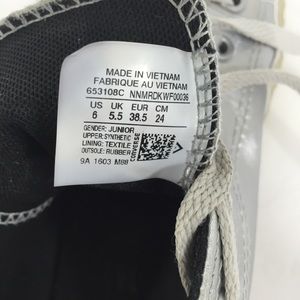 MADE IN VIETNAM
FABRIQUE AU VIETNAM
653108C NNMRDKWF00036
US UK EUR CM
6 5.5 38.5 24
GENDER: JUNIOR
UPPER: SYNTHETIC
LINING: TEXTILE
OUTSOLE: RUBBER
9A 1603 M88
CONVERSE